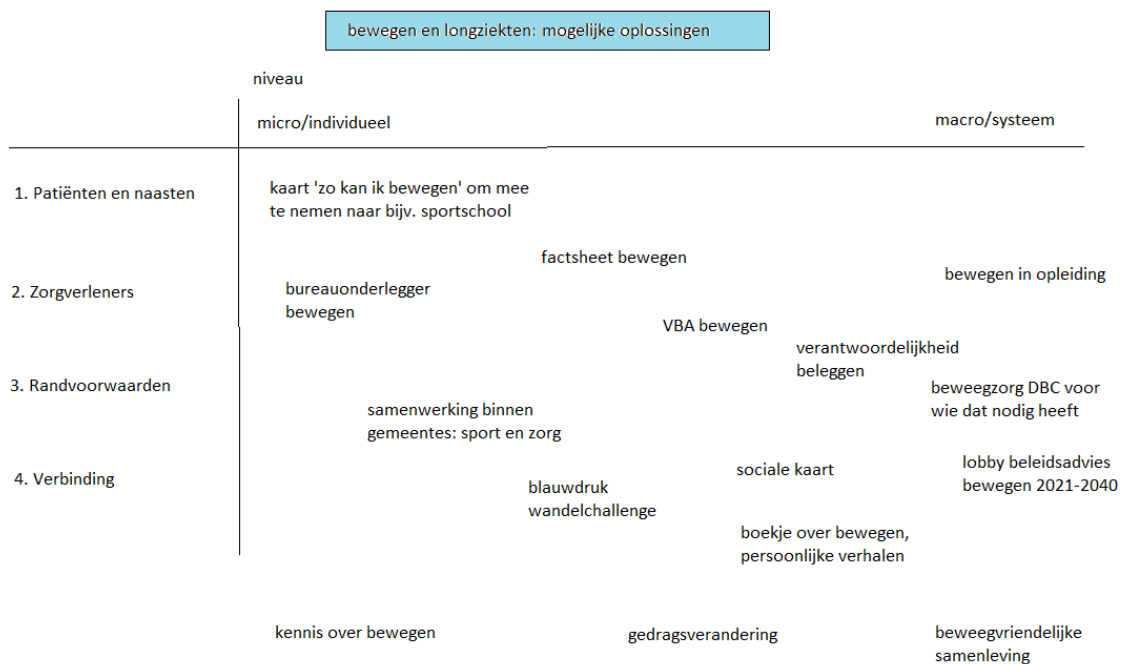 bewegen en longziekten: mogelijke oplossingen
niveau
micro/individueel
macro/systeem
1. Patiënten en naasten
kaart 'zo kan ik bewegen' om mee
te nemen naar bijv. sportschool
factsheet bewegen
bewegen in opleiding
2. Zorgverleners
bureauonderlegger
bewegen
VBA bewegen
verantwoordelijkheid
beleggen
3. Randvoorwaarden
beweegzorg DBC voor
wie dat nodig heeft
samenwerking binnen
gemeentes: sport en zorg
4. Verbinding
sociale kaart
lobby beleidsadvies
bewegen 2021-2040
blauwdruk
wandelchallenge
boekje over bewegen,
persoonlijke verhalen
kennis over bewegen
gedragsverandering
beweegvriendelijke
samenleving